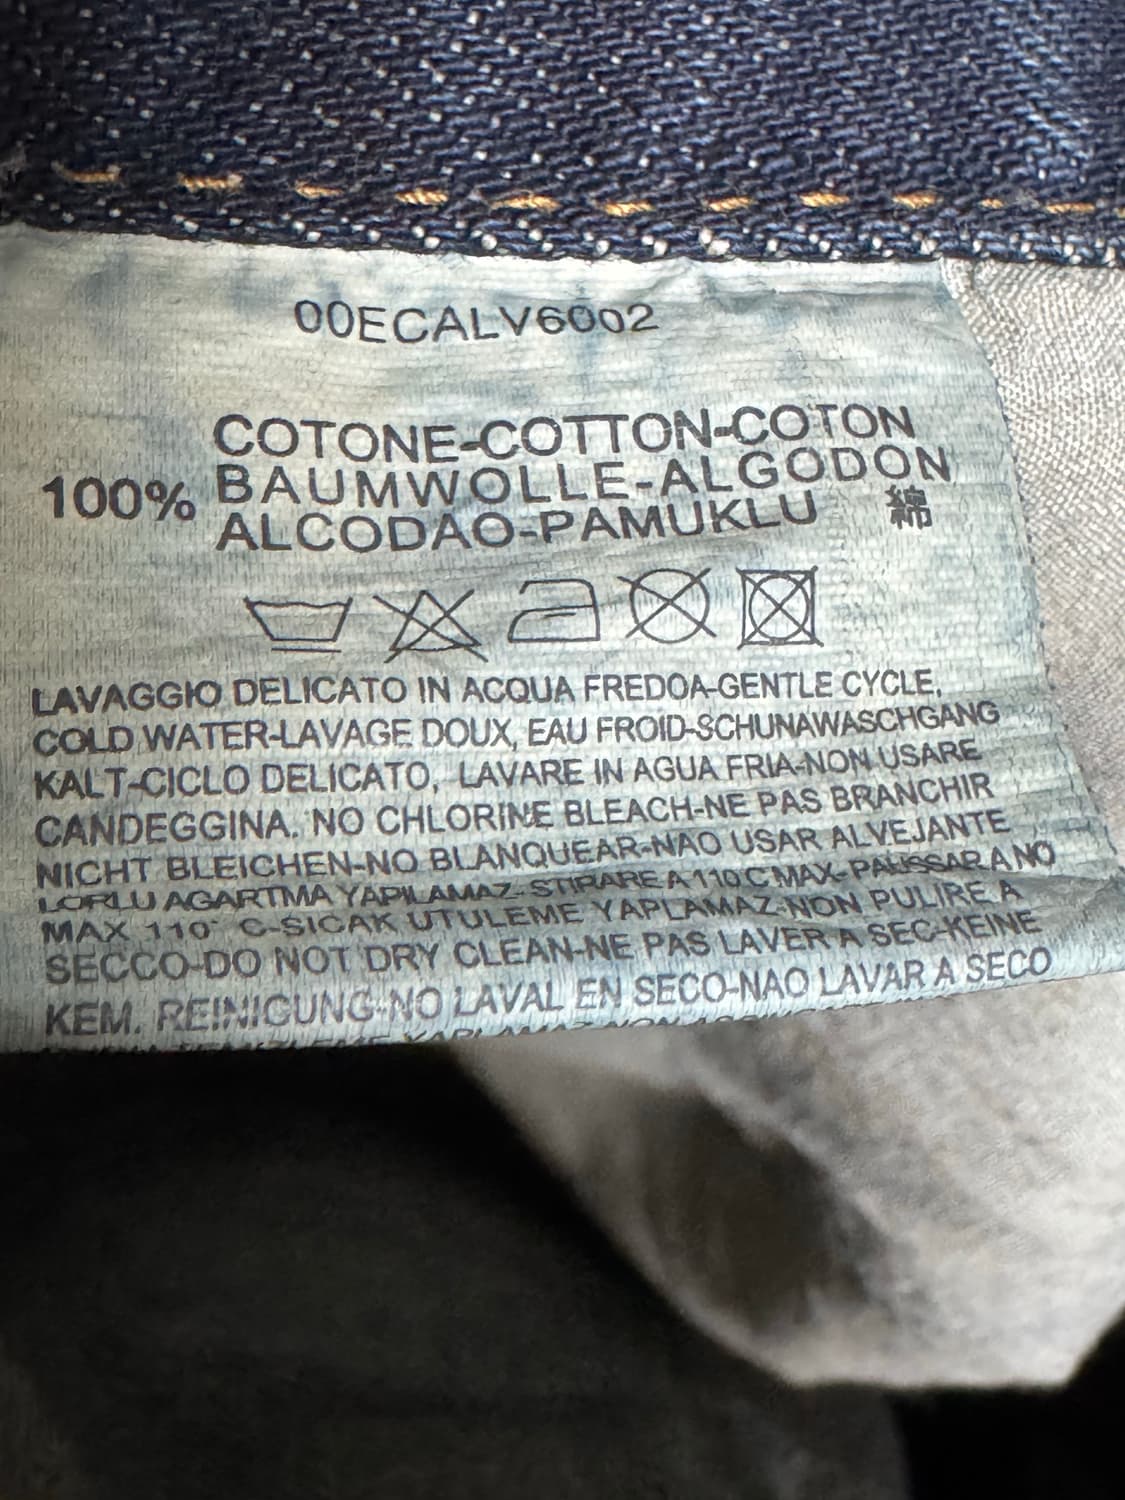 00ECALV6002
COTONE-COTTON-COTON
100% BAUMWOLLE-ALGODON
ALCODAO-PAMUKLU 綿
LAVAGGIO DELICATO IN ACQUA FREDOA-GENTLE CYCLE,
COLD WATER-LAVAGE DOUX, EAU FROID-SCHUNAWASCHGANG
KALT-CICLO DELICATO, LAVARE IN AGUA FRIA-NON USARE
CANDEGGINA. NO CHLORINE BLEACH-NE PAS BRANCHIR
NICHT BLEICHEN-NO BLANQUEAR-NAO USAR ALVEJANTE
LORLU AGARTMA YAPILAMAZ-STIRARE A 110 C MAX-PAUSSAR A NO
MAX 110° C-SICAK UTULEME YAPLAMAZ-NON PULIRE A
SECCO-DO NOT DRY CLEAN-NE PAS LAVER A SEC-KEINE
KEM. REINIGUNG-NO LAVAL EN SECO-NAO LAVAR A SECO